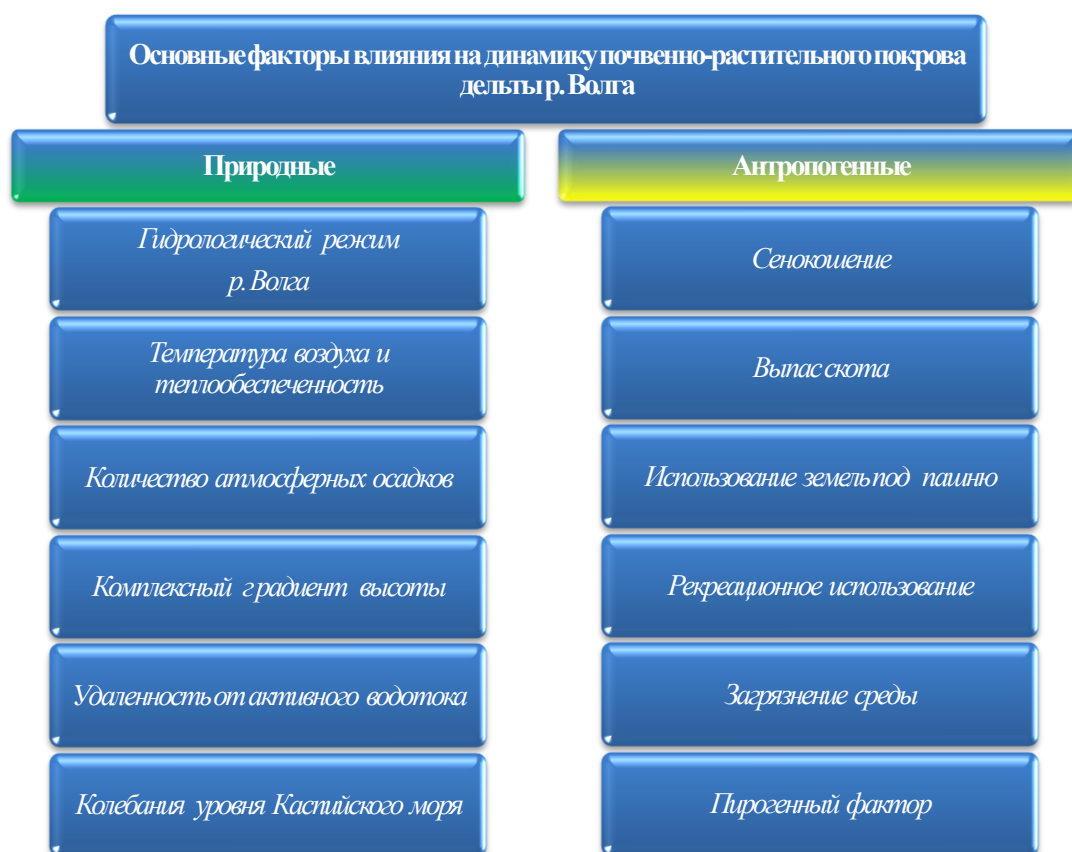 Основные факторы влияния на динамику почвенно-растительного покрова
дельты р. Волга
Природные
Гидрологический режим
р. Волга
Температура воздуха и
теплообеспеченность
Количество атмосферных осадков
Комплексный градиент высоты
Удаленность от активного водотока
Колебания уровня Каспийского моря
Антропогенные
Сенокошение
Выпас скота
Использование земель под пашню
Рекреационное использование
Загрязнение среды
Пирогенный фактор